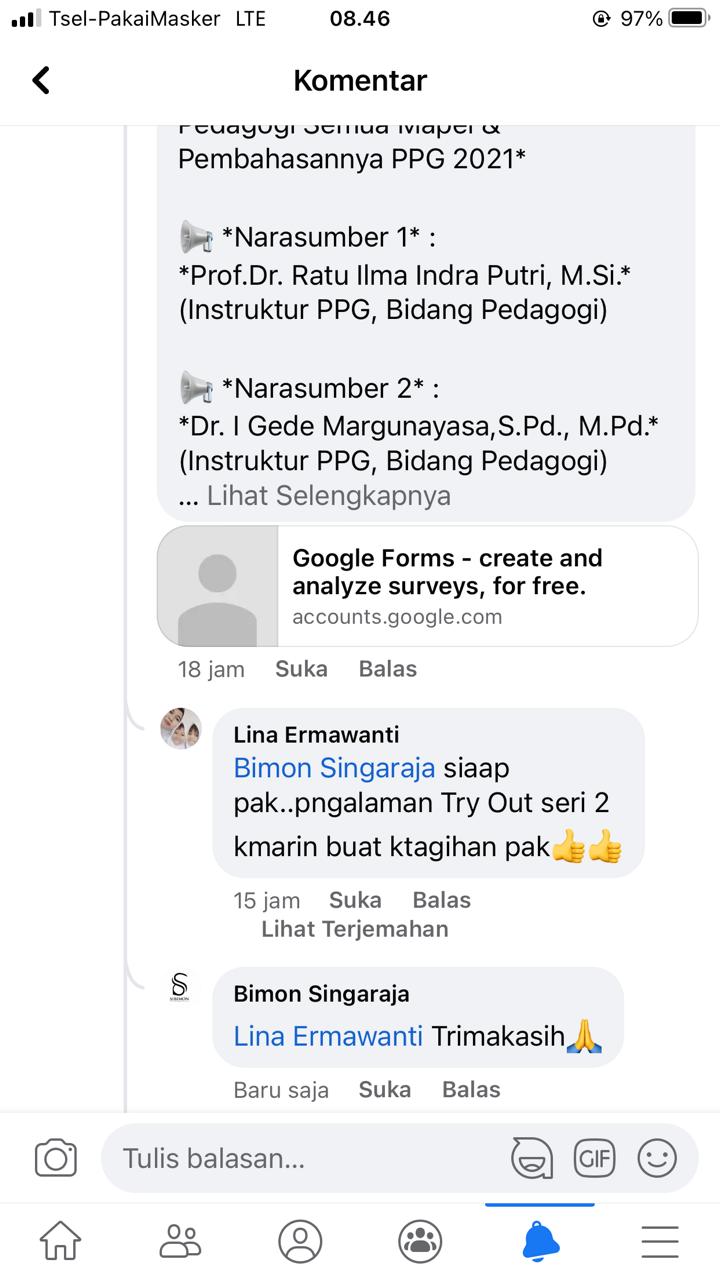 Tsel-PakaiMasker LTE 08.46 97%
Komentar
Pedagogi Semua Mapel &
Pembahasannya PPG 2021*
*Narasumber 1* :
*Prof.Dr. Ratu Ilma Indra Putri, M.Si.*
(Instruktur PPG, Bidang Pedagogi)
*Narasumber 2* :
*Dr. I Gede Margunayasa,S.Pd., M.Pd.*
(Instruktur PPG, Bidang Pedagogi)
... Lihat Selengkapnya
Google Forms - create and
analyze surveys, for free.
accounts.google.com
18 jam Suka Balas
Lina Ermawanti
Bimon Singaraja siaap
pak..pngalaman Try Out seri 2
kmarin buat ktagihan pak👍👍
15 jam Suka Balas
Lihat Terjemahan
Bimon Singaraja
Lina Ermawanti Trimakasih🙏
Baru saja Suka Balas
Tulis balasan...
GIF